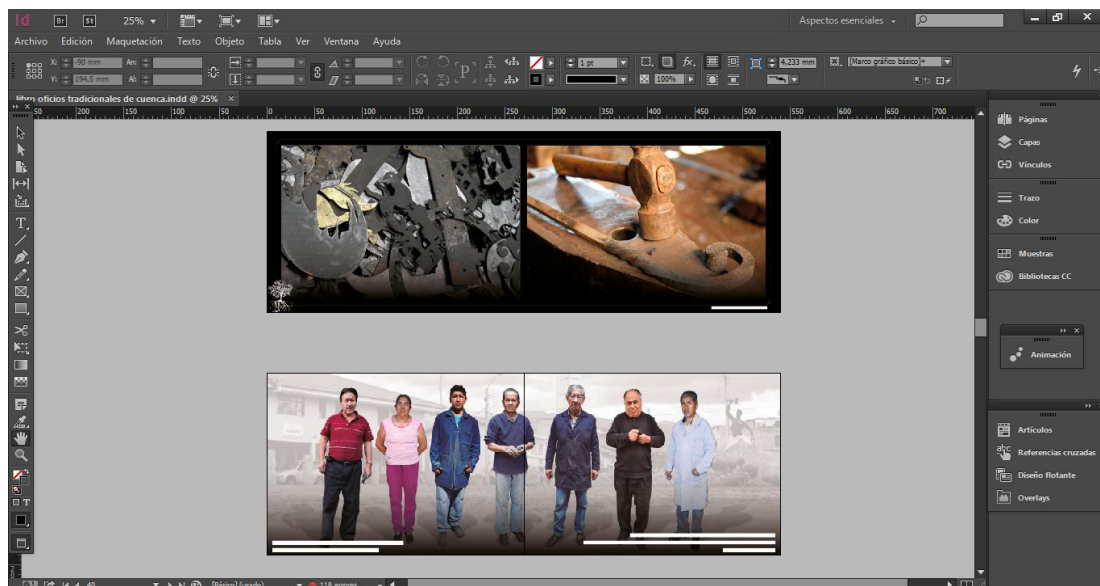 Id Br St 25% Aspectos esenciales
Archivo Edición Maquetación Texto Objeto Tabla Ver Ventana Ayuda
X: -90 mm An: 1 pt fx. 4,233 mm [Marco gráfico básico]+
Y: 194,5 mm Al: 100%
libro oficios tradicionales de cuenca.indd @ 25% ×
50 200 150 100 50 0 50 100 150 200 250 300 350 400 450 500 550 600 650 700
Páginas
Capas
Vínculos
Trazo
Color
Muestras
Bibliotecas CC
Animación
Artículos
Referencias cruzadas
Diseño flotante
Overlays
40 [Básico] (usado) 118 errores